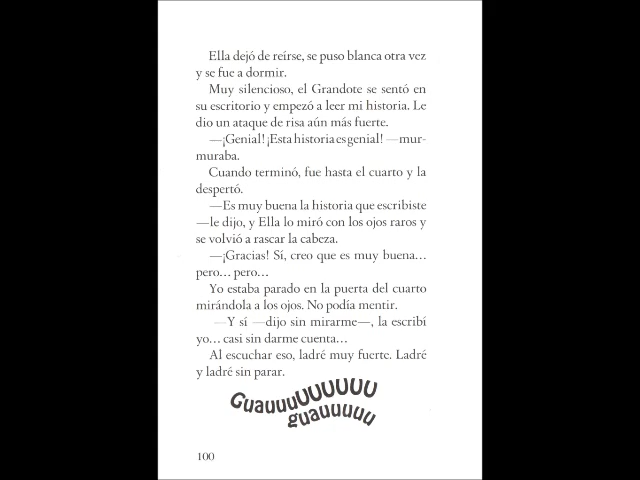 Ella dejó de reírse, se puso blanca otra vez
y se fue a dormir.
Muy silencioso, el Grandote se sentó en
su escritorio y empezó a leer mi historia. Le
dio un ataque de risa aún más fuerte.
—¡Genial! ¡Esta historia es genial! —mur-
muraba.
Cuando terminó, fue hasta el cuarto y la
despertó.
—Es muy buena la historia que escribiste
—le dijo, y Ella lo miró con los ojos raros y
se volvió a rascar la cabeza.
—¡Gracias! Sí, creo que es muy buena...
pero... pero...
Yo estaba parado en la puerta del cuarto
mirándola a los ojos. No podía mentir.
—Y sí —dijo sin mirarme—, la escribí
yo... casi sin darme cuenta...
Al escuchar eso, ladré muy fuerte. Ladré
y ladré sin parar.
GuauuuUUUUUU
guauuuuu
100